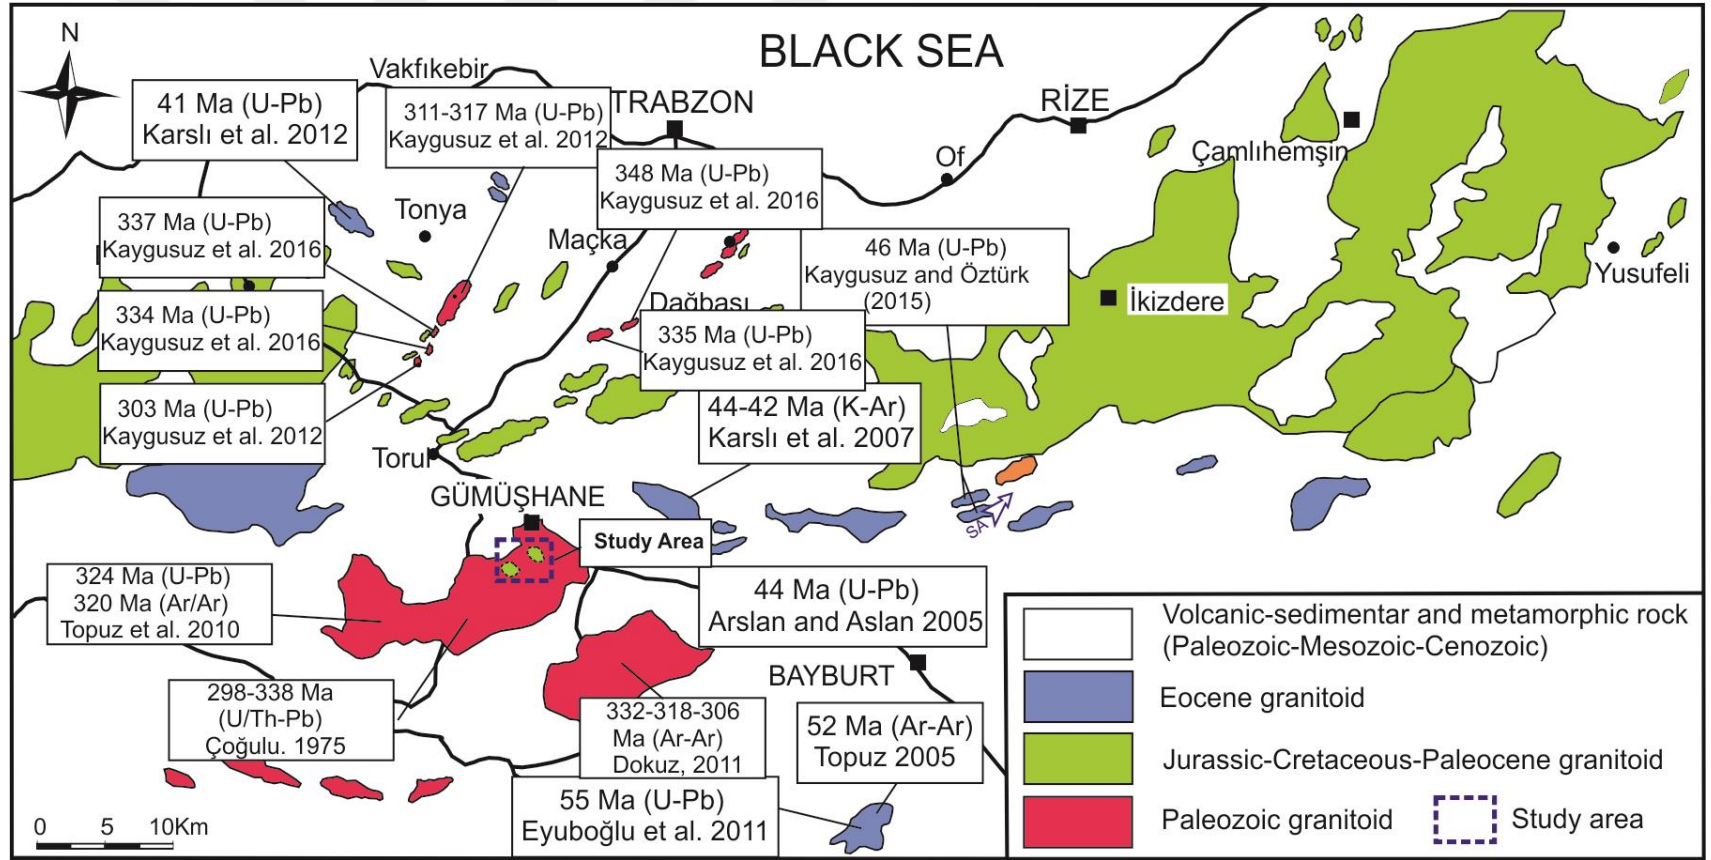 BLACK SEA
N
Vakfıkebir
41 Ma (U-Pb)
Karslı et al. 2012
311-317 Ma (U-Pb)
Kaygusuz et al. 2012
TRABZON
RİZE
Of
Çamlıhemşin
348 Ma (U-Pb)
Kaygusuz et al. 2016
337 Ma (U-Pb)
Kaygusuz et al. 2016
Tonya
Maçka
46 Ma (U-Pb)
Kaygusuz and Öztürk
(2015)
Yusufeli
İkizdere
334 Ma (U-Pb)
Kaygusuz et al. 2016
Dağbaşı
335 Ma (U-Pb)
Kaygusuz et al. 2016
303 Ma (U-Pb)
Kaygusuz et al. 2012
44-42 Ma (K-Ar)
Karslı et al. 2007
Torul
GÜMÜŞHANE
SA
Study Area
324 Ma (U-Pb)
320 Ma (Ar/Ar)
Topuz et al. 2010
44 Ma (U-Pb)
Arslan and Aslan 2005
BAYBURT
298-338 Ma
(U/Th-Pb)
Çoğulu. 1975
332-318-306
Ma (Ar-Ar)
Dokuz, 2011
52 Ma (Ar-Ar)
Topuz 2005
55 Ma (U-Pb)
Eyuboğlu et al. 2011
0 5 10Km
Volcanic-sedimentar and metamorphic rock
(Paleozoic-Mesozoic-Cenozoic)
Eocene granitoid
Jurassic-Cretaceous-Paleocene granitoid
Paleozoic granitoid
Study area